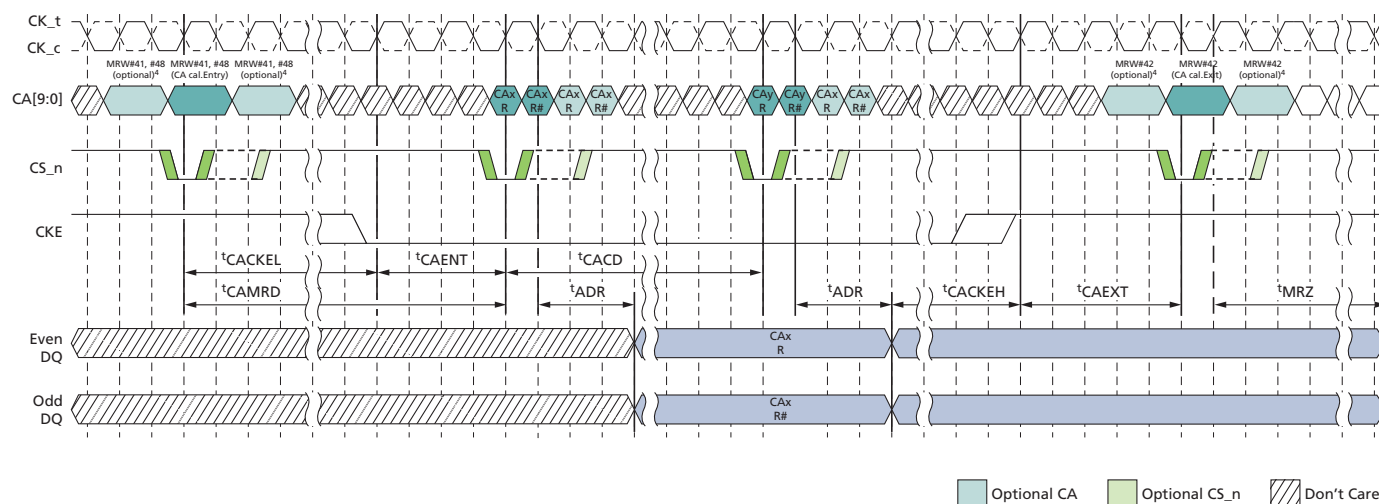 CK_t
CK_c
MRW#41, #48 MRW#41, #48 MRW#41, #48 MRW#42 MRW#42 MRW#42
(optional)4 (CA cal.Entry) (optional)4 (optional)4 (CA cal.Exit) (optional)4
CA[9:0]
CAx CAx CAx CAx CAy CAy CAx CAx
R R# R R# R R# R R#
CS_n
CKE
tCACKEL tCAENT tCACD
tCAMRD tADR tADR tCACKEH tCAEXT tMRZ
Even
DQ
CAx
R
Odd
DQ
CAx
R#
Optional CA Optional CS_n Don't Care